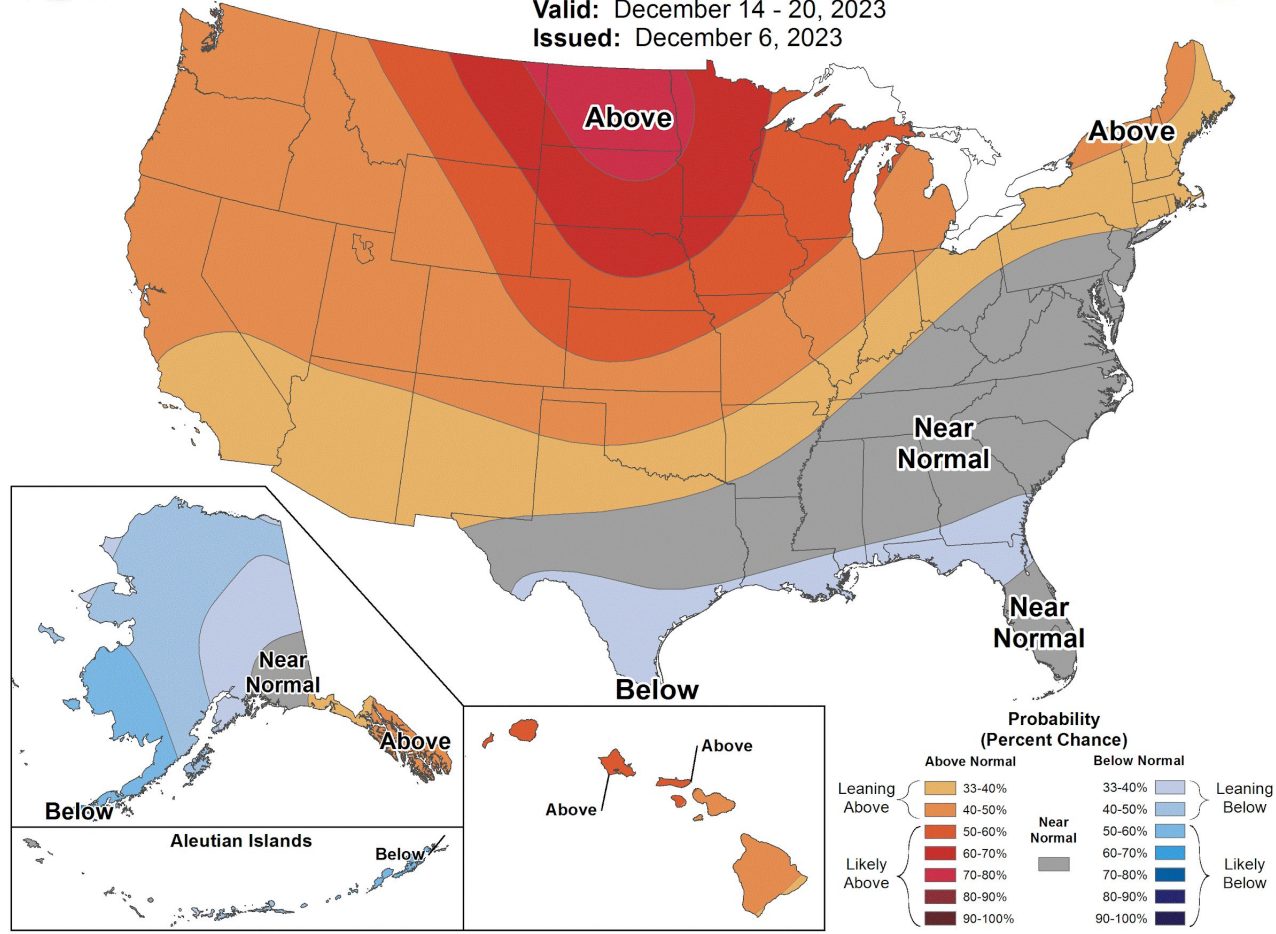 Valid: December 14 - 20, 2023
Issued: December 6, 2023
Above
Above
Near
Normal
Near
Normal
Below
Near
Normal
Above
Below
Aleutian Islands
Below
Above
Above
Probability
(Percent Chance)
Above Normal
Below Normal
Leaning
Above
33-40%
40-50%
Likely
Above
50-60%
60-70%
70-80%
80-90%
90-100%
Near
Normal
33-40%
40-50%
Leaning
Below
50-60%
60-70%
70-80%
80-90%
90-100%
Likely
Below